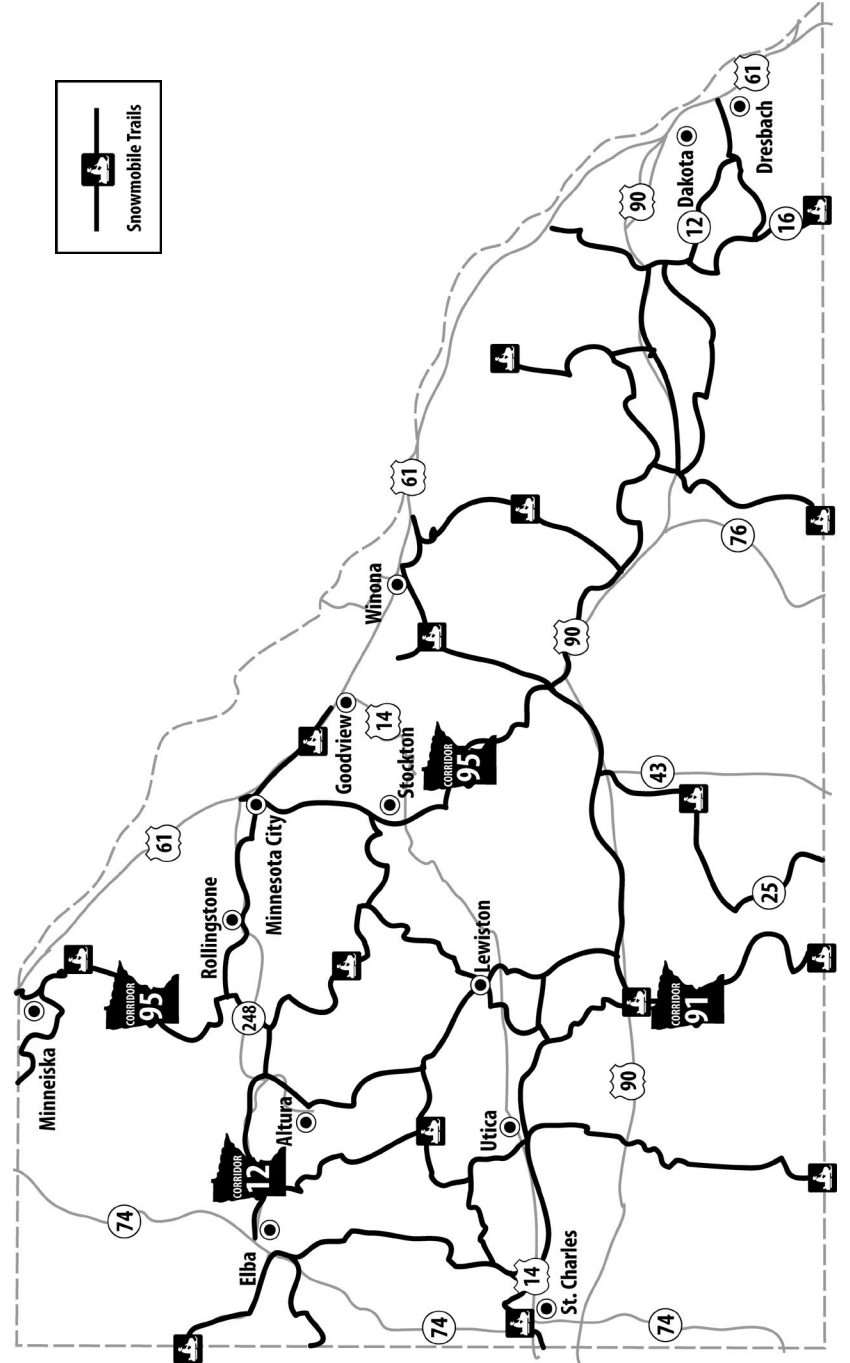 Snowmobile Trails
61
Dresbach
Dakota
90
12
16
61
76
Winona
90
Goodview
14
Stockton
CORRIDOR
95
43
25
61
Minnesota City
Rollingstone
Lewiston
CORRIDOR
95
248
CORRIDOR
91
Minneiska
90
Altura
Utica
CORRIDOR
12
74
Elba
14
St. Charles
74
74